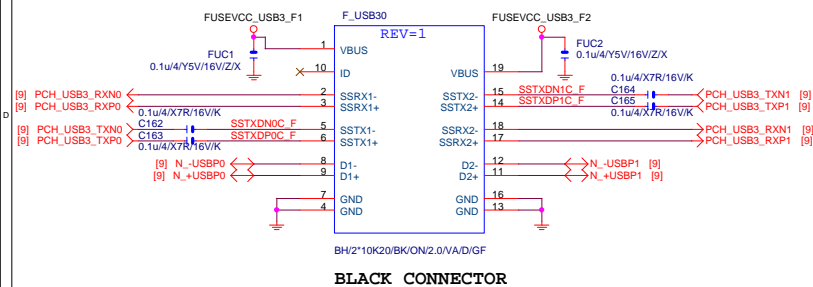 FUSEVCC_USB3_F1
F_USB30
FUSEVCC_USB3_F2
REV=1
FUC1
0.1u/4/Y5V/16V/Z/X
1
VBUS
FUC2
0.1u/4/Y5V/16V/Z/X
10
ID
VBUS
19
[9] PCH_USB3_RXN0
2
SSRX1-
SSTX2-
15
SSTXDN1C_F
C164
0.1u/4/X7R/16V/K
PCH_USB3_TXN1 [9]
[9] PCH_USB3_RXP0
3
SSRX1+
SSTX2+
14
SSTXDP1C_F
C165
0.1u/4/X7R/16V/K
PCH_USB3_TXP1 [9]
D
0.1u/4/X7R/16V/K
[9] PCH_USB3_TXN0
C162
SSTXDN0C_F
5
SSTX1-
SSRX2-
18
PCH_USB3_RXN1 [9]
[9] PCH_USB3_TXP0
C163
SSTXDP0C_F
6
SSTX1+
SSRX2+
17
PCH_USB3_RXP1 [9]
0.1u/4/X7R/16V/K
[9] N_-USBP0
8
D1-
D2-
12
N_-USBP1 [9]
[9] N_+USBP0
9
D1+
D2+
11
N_+USBP1 [9]
7
GND
GND
16
4
GND
GND
13
BH/2*10K20/BK/ON/2.0/VA/D/GF
BLACK CONNECTOR